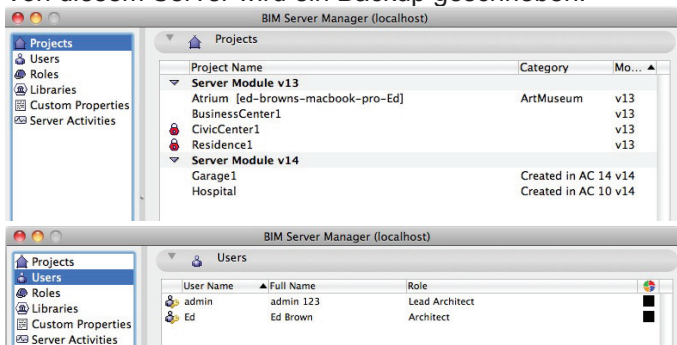 Von diesem Server wird ein Backup geschrieben.
BIM Server Manager (localhost)
Projects
Users
Roles
Libraries
Custom Properties
Server Activities
Projects
Project Name Category Mo...
Server Module v13
Atrium [ed-browns-macbook-pro-Ed] ArtMuseum v13
BusinessCenter1 v13
CivicCenter1 v13
Residence1 v13
Server Module v14
Garage1 Created in AC 14 v14
Hospital Created in AC 10 v14
BIM Server Manager (localhost)
Projects
Users
Roles
Libraries
Custom Properties
Server Activities
Users
User Name Full Name Role
admin admin 123 Lead Architect
Ed Ed Brown Architect